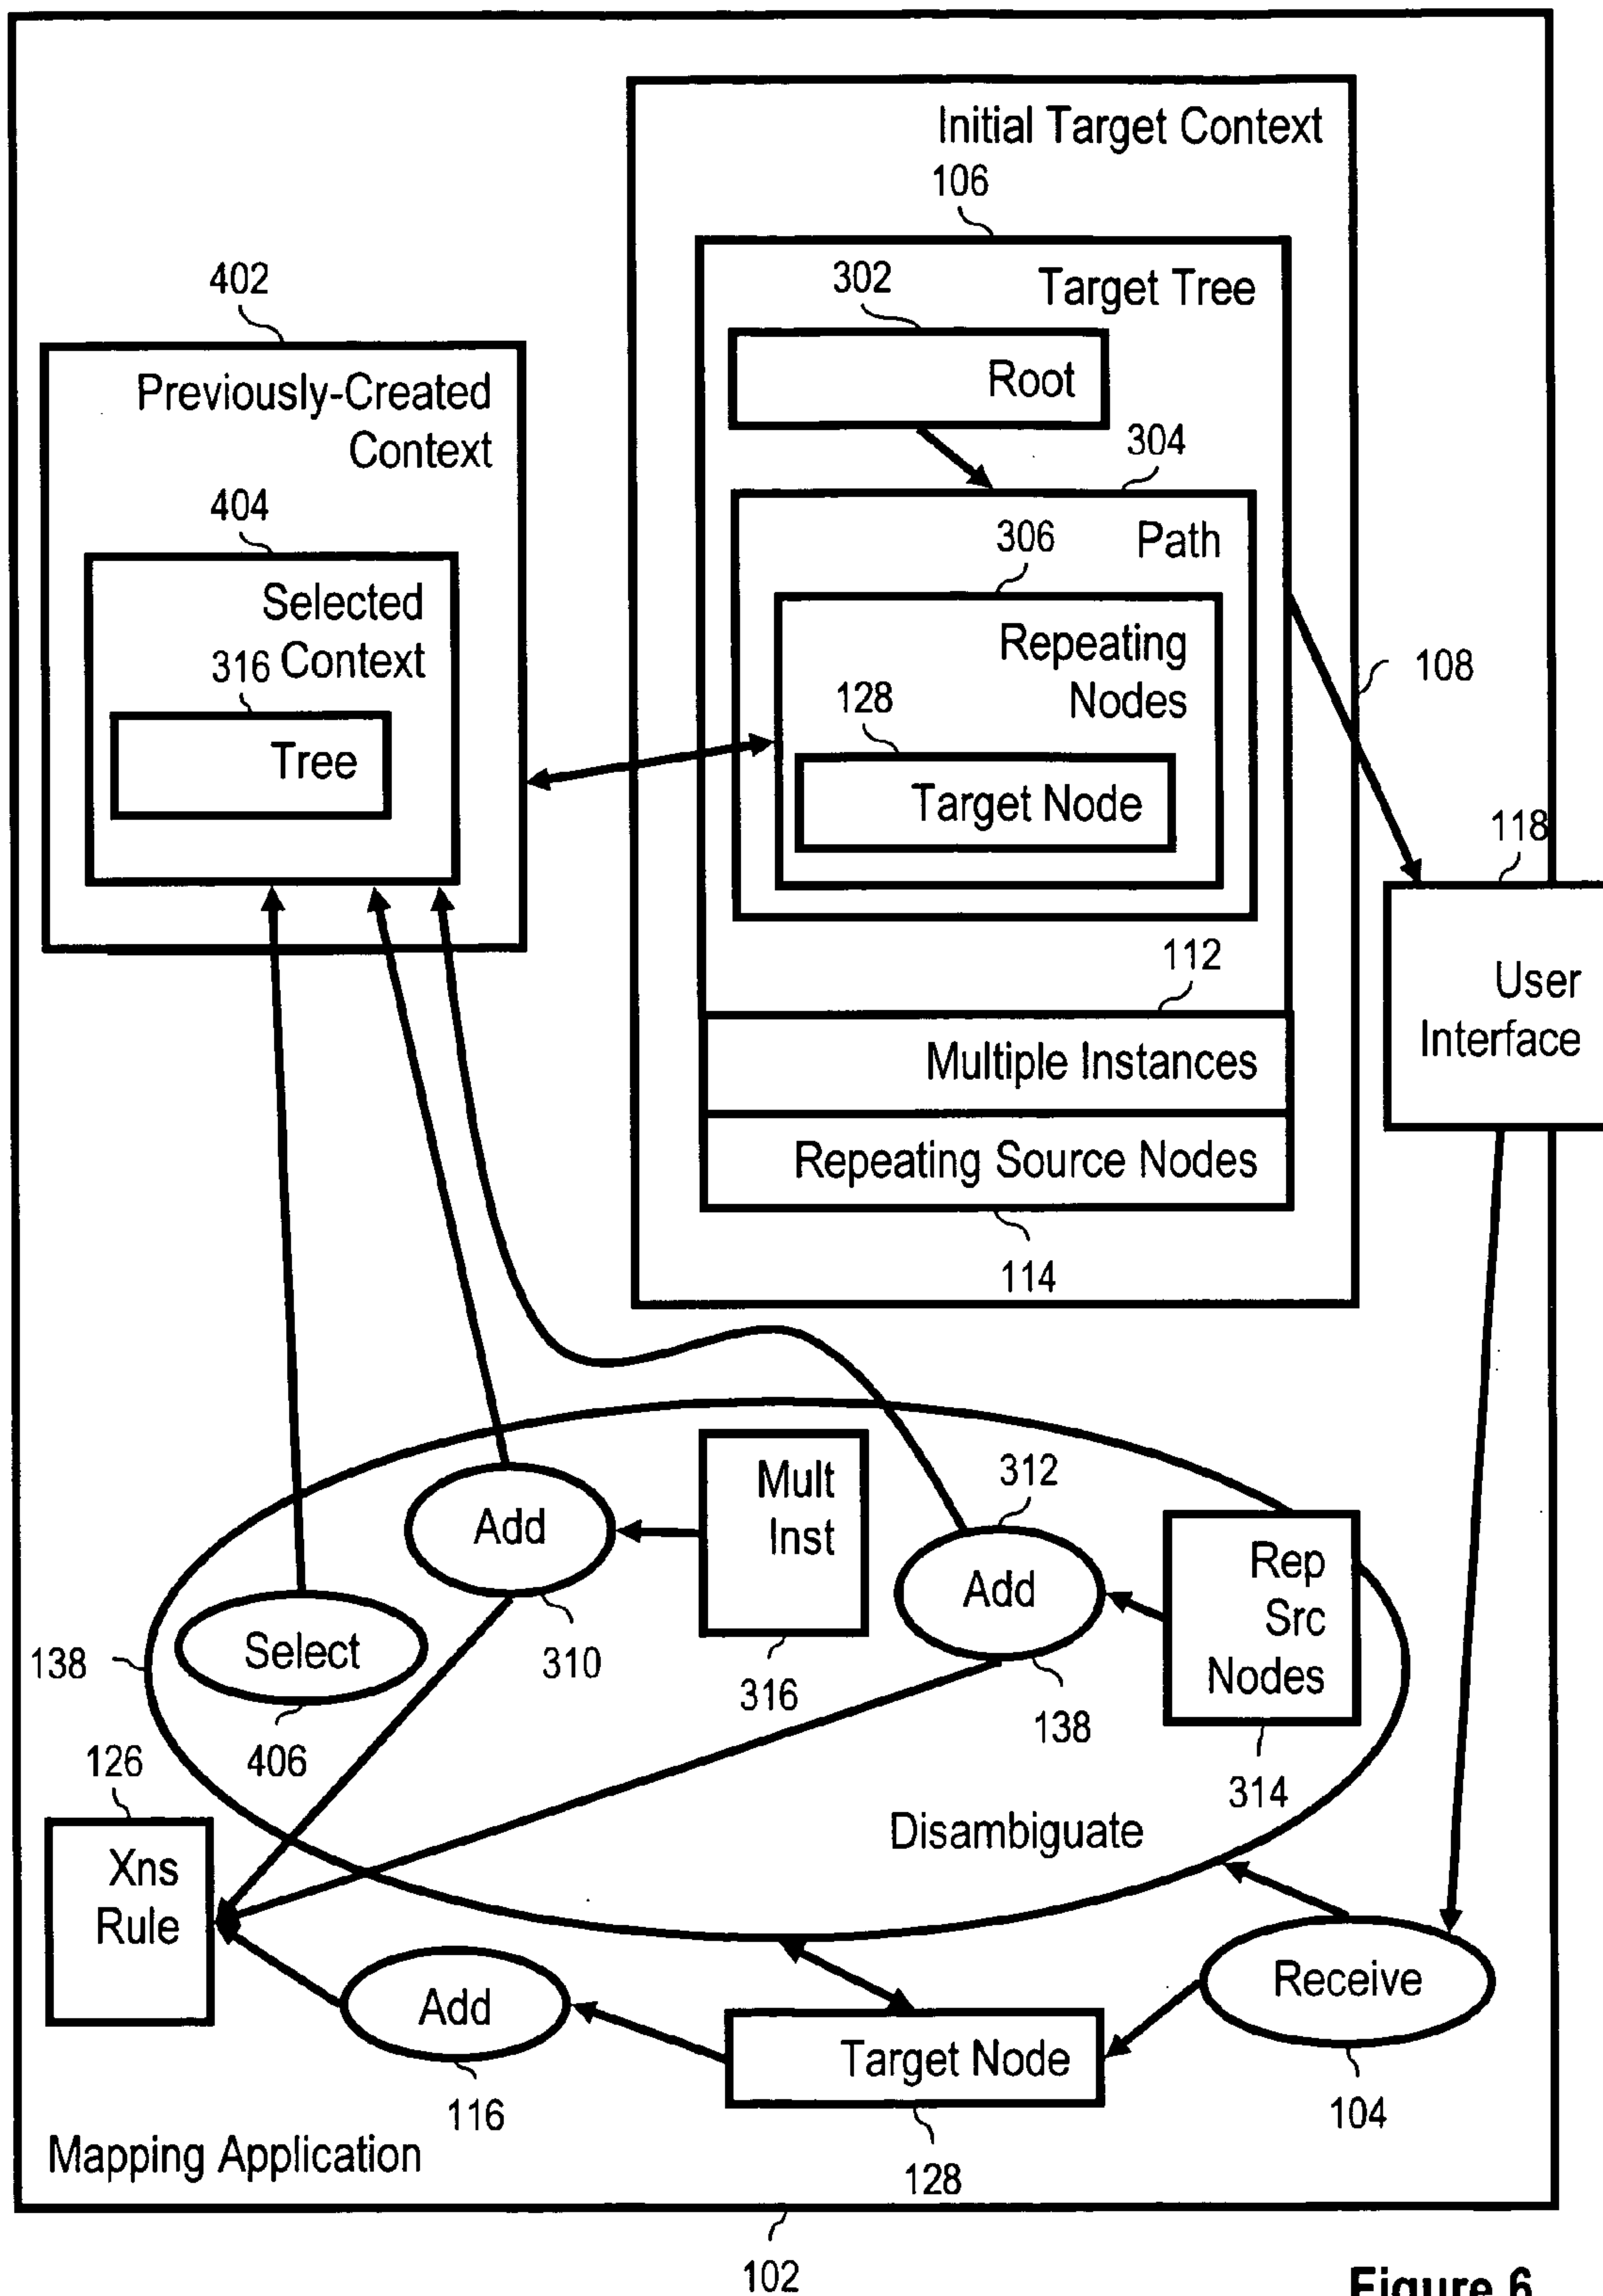 Initial Target Context
106
402
302
Target Tree
Previously-Created
Context
Root
304
404
306
Path
Selected
Context
316
Repeating
Nodes
108
128
Tree
Target Node
118
112
User
Interface
Multiple Instances
Repeating Source Nodes
114
Mult
Inst
312
Add
Rep
Src
Nodes
Add
Select
138
310
316
138
406
126
314
Disambiguate
Xns
Rule
Receive
Add
Target Node
116
104
Mapping Application
128
102
Figure 6